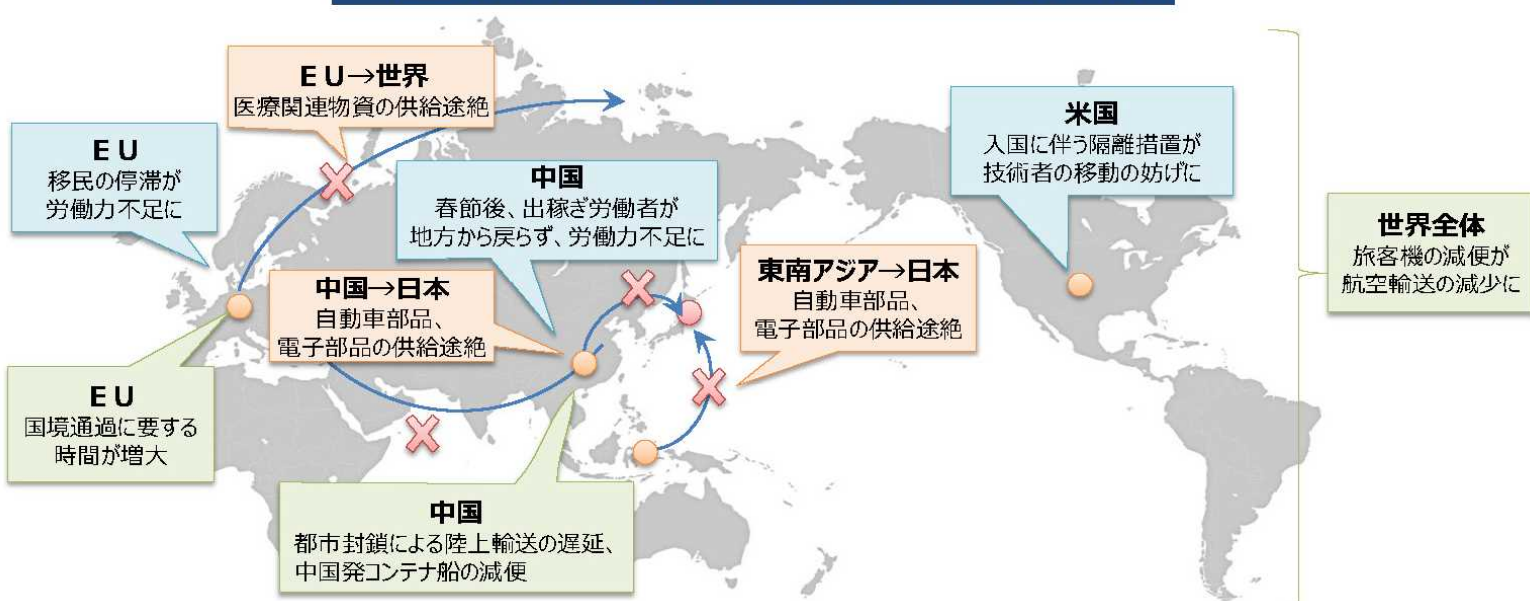 ＥＵ→世界
医療関連物資の供給途絶
ＥＵ
移民の停滞が
労働力不足に
中国
春節後、出稼ぎ労働者が
地方から戻らず、労働力不足に
米国
入国に伴う隔離措置が
技術者の移動の妨げに
世界全体
旅客機の減便が
航空輸送の減少に
中国→日本
自動車部品、
電子部品の供給途絶
東南アジア→日本
自動車部品、
電子部品の供給途絶
ＥＵ
国境通過に要する
時間が増大
中国
都市封鎖による陸上輸送の遅延、
中国発コンテナ船の減便